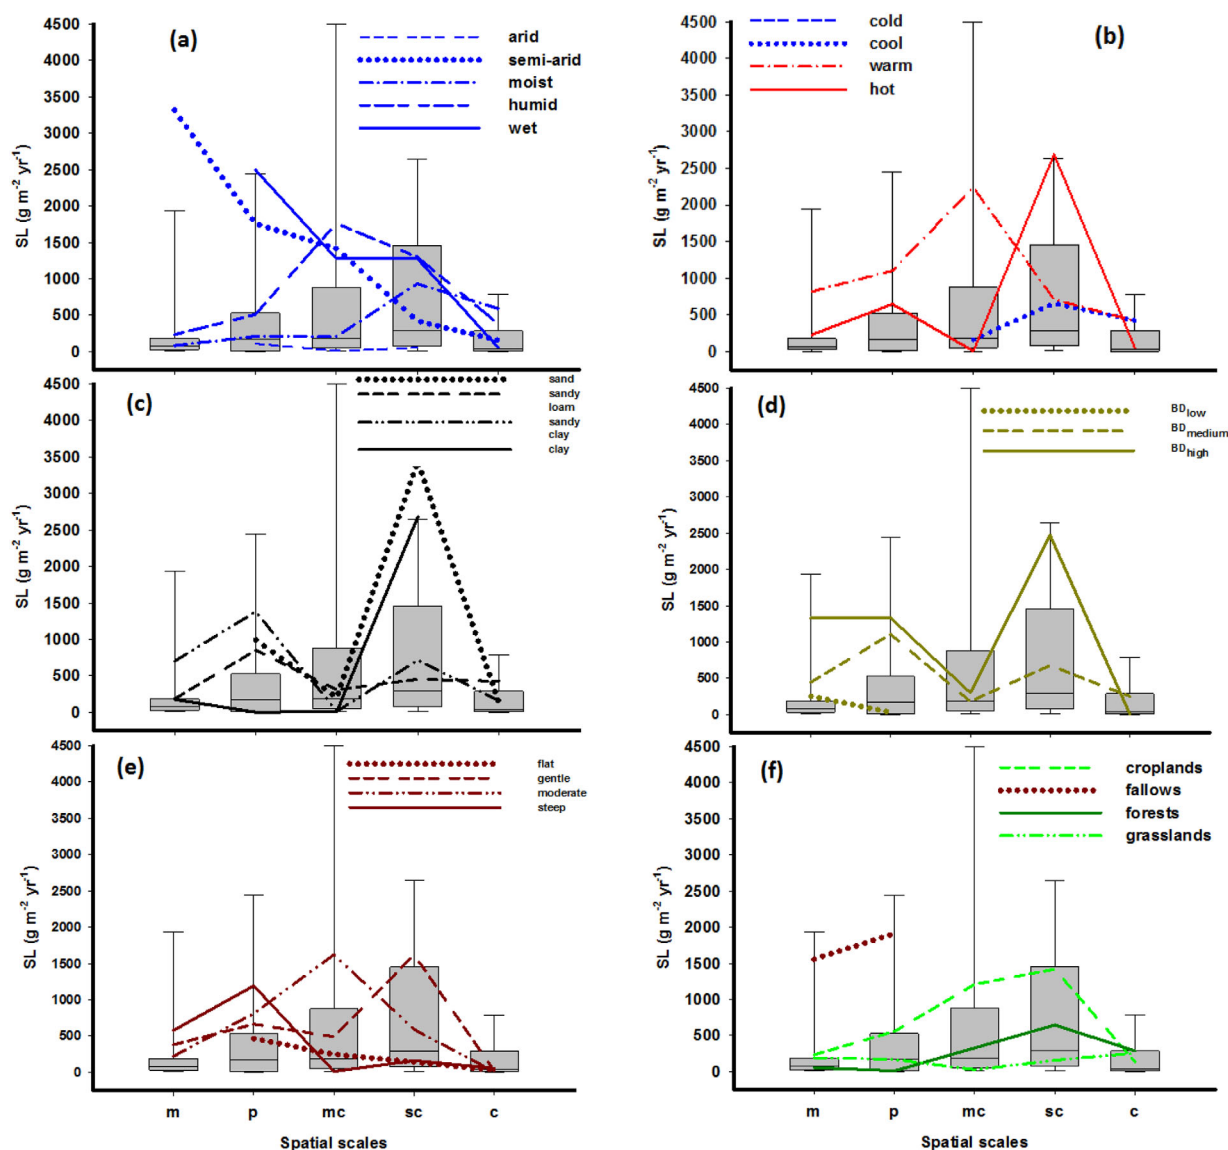 (a)
arid
semi-arid
moist
humid
wet
SL (g m-2 yr-1)
4500
4000
3500
3000
2500
2000
1500
1000
500
0
(b)
cold
cool
warm
hot
SL (g m-2 yr-1)
4500
4000
3500
3000
2500
2000
1500
1000
500
0
(c)
sand
sandy
loam
sandy
clay
clay
SL (g m-2 yr-1)
4500
4000
3500
3000
2500
2000
1500
1000
500
0
(d)
BDlow
BDmedium
BDhigh
SL (g m-2 yr-1)
4500
4000
3500
3000
2500
2000
1500
1000
500
0
(e)
flat
gentle
moderate
steep
SL (g m-2 yr-1)
4500
4000
3500
3000
2500
2000
1500
1000
500
0
m p mc sc c
Spatial scales
(f)
croplands
fallows
forests
grasslands
SL (g m-2 yr-1)
4500
4000
3500
3000
2500
2000
1500
1000
500
0
m p mc sc c
Spatial scales